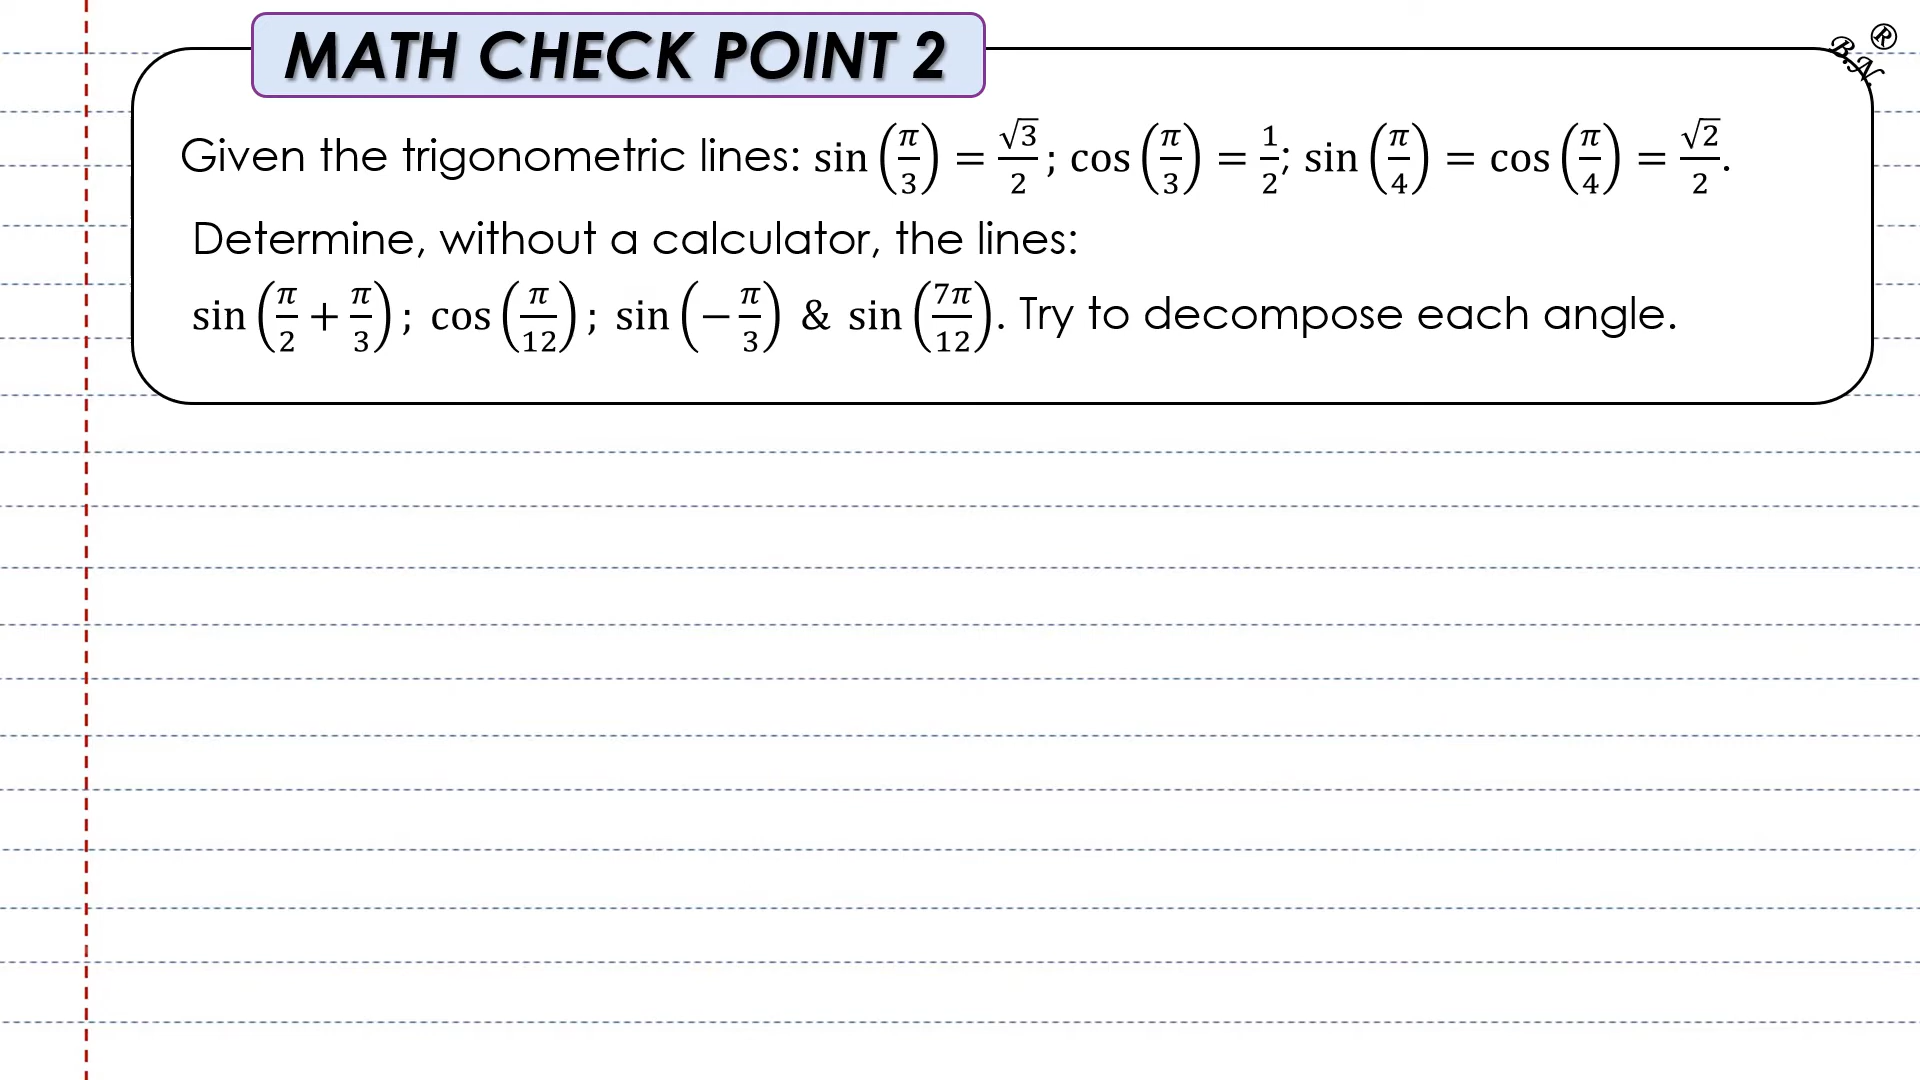 MATH CHECK POINT 2
B.N. ®
Given the trigonometric lines: sin (π/3) = √3/2 ; cos (π/3) = 1/2; sin (π/4) = cos (π/4) = √2/2.
Determine, without a calculator, the lines:
sin (π/2 + π/3) ; cos (π/12) ; sin (−π/3) & sin (7π/12). Try to decompose each angle.